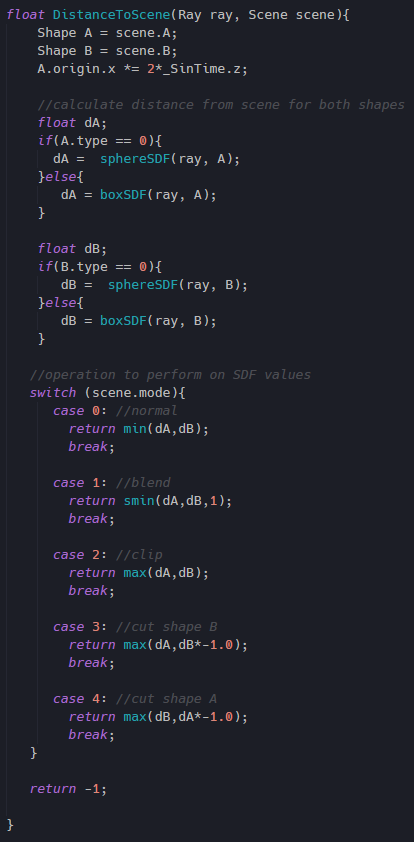 float DistanceToScene(Ray ray, Scene scene){
    Shape A = scene.A;
    Shape B = scene.B;
    A.origin.x *= 2*_SinTime.z;

    //calculate distance from scene for both shapes
    float dA;
    if(A.type == 0){
      dA =  sphereSDF(ray, A);
    }else{
       dA = boxSDF(ray, A);
    }

    float dB;
    if(B.type == 0){
       dB =  sphereSDF(ray, B);
    }else{
       dB = boxSDF(ray, B);
    }

   //operation to perform on SDF values
   switch (scene.mode){
      case 0: //normal
        return min(dA,dB);
        break;

      case 1: //blend
        return smin(dA,dB,1);
        break;

      case 2: //clip
        return max(dA,dB);
        break;

      case 3: //cut shape B
        return max(dA,dB*-1.0);
        break;

      case 4: //cut shape A
        return max(dB,dA*-1.0);
        break;
   }

   return -1;

}